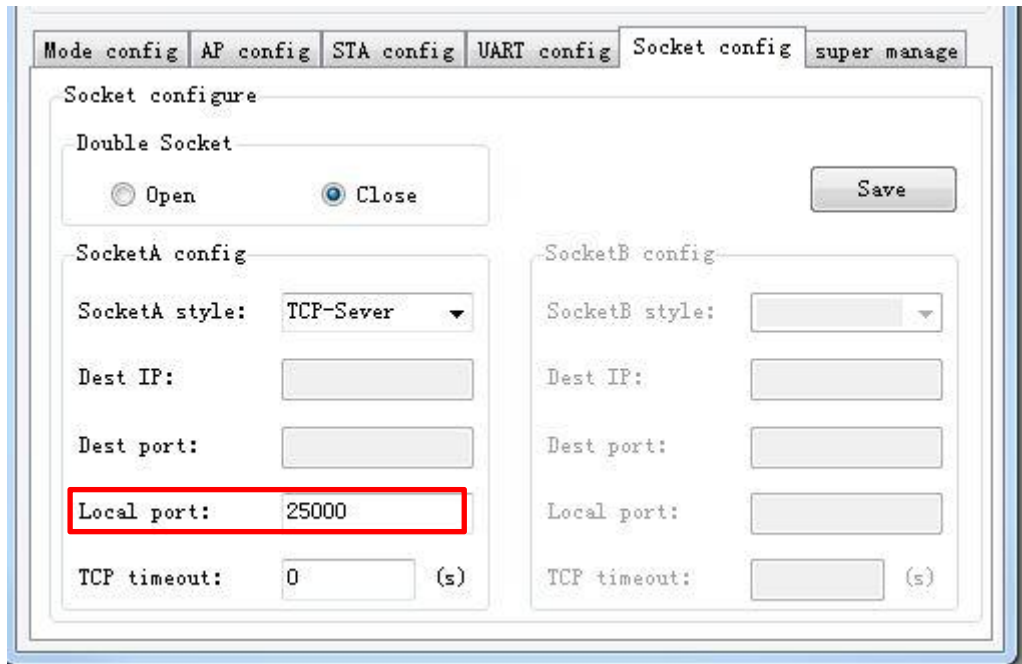 Mode config AP config STA config UART config Socket config super manage
Socket configure
Double Socket
Open Close
Save
SocketA config SocketB config
SocketA style: TCP-Sever SocketB style:
Dest IP: Dest IP:
Dest port: Dest port:
Local port: 25000 Local port:
TCP timeout: 0 (s) TCP timeout: (s)